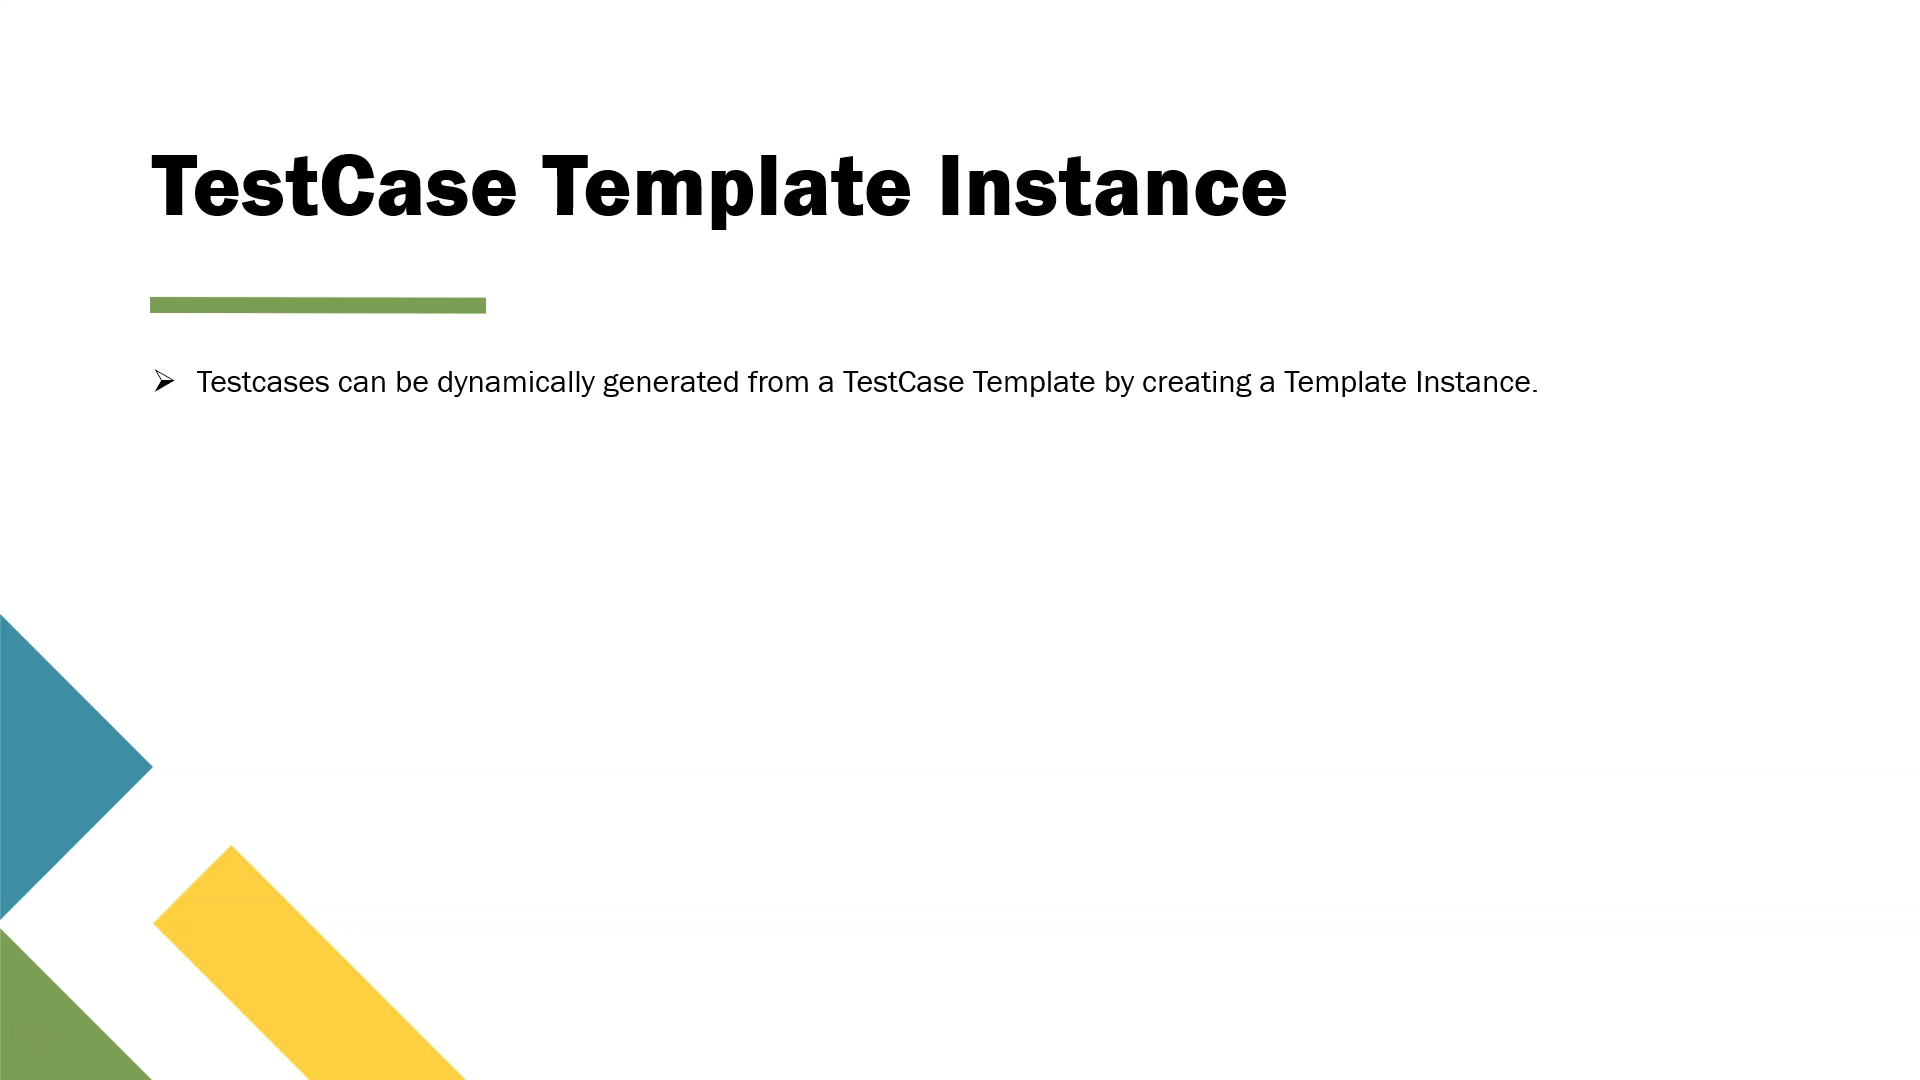 TestCase Template Instance
➢ Testcases can be dynamically generated from a TestCase Template by creating a Template Instance.